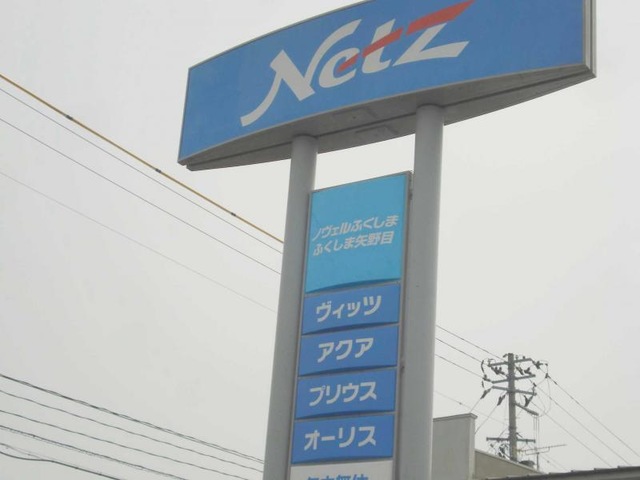 Netz
ノヴェルふくしま
ふくしま矢野目
ヴィッツ
アクア
プリウス
オーリス